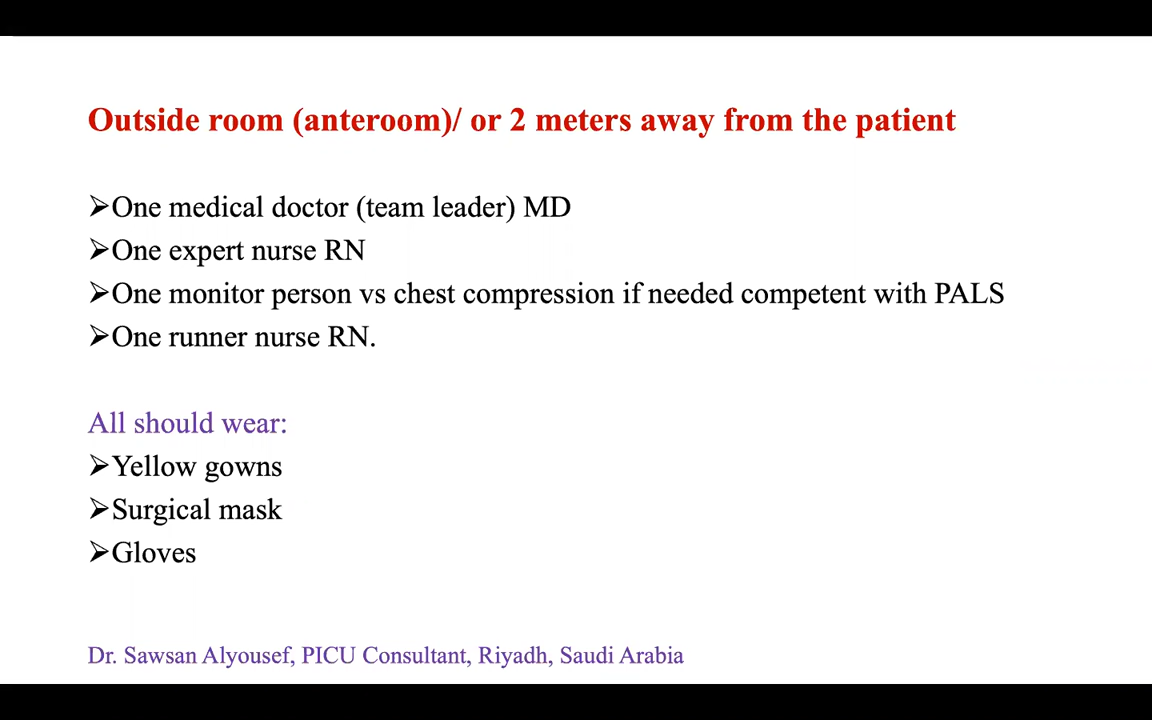 Outside room (anteroom)/ or 2 meters away from the patient
➢One medical doctor (team leader) MD
➢One expert nurse RN
➢One monitor person vs chest compression if needed competent with PALS
➢One runner nurse RN.
All should wear:
➢Yellow gowns
➢Surgical mask
➢Gloves
Dr. Sawsan Alyousef, PICU Consultant, Riyadh, Saudi Arabia